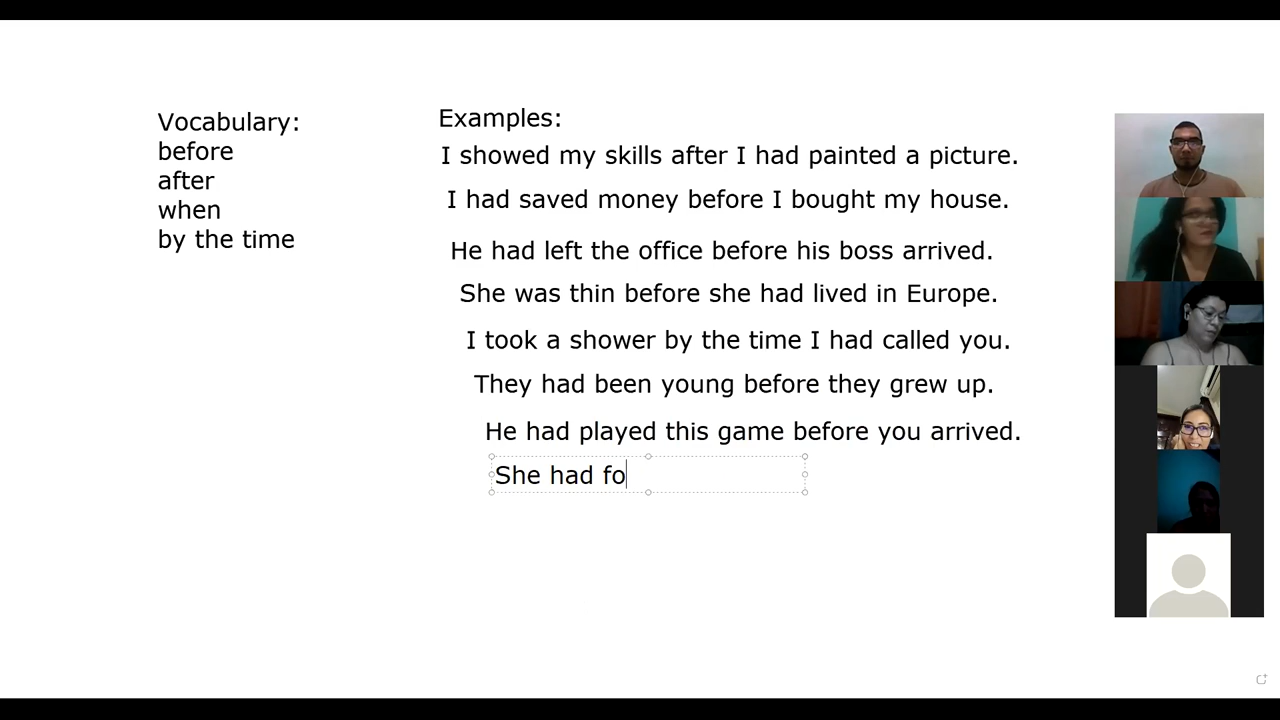 Vocabulary:
before
after
when
by the time
Examples:
I showed my skills after I had painted a picture.
I had saved money before I bought my house.
He had left the office before his boss arrived.
She was thin before she had lived in Europe.
I took a shower by the time I had called you.
They had been young before they grew up.
He had played this game before you arrived.
She had fo